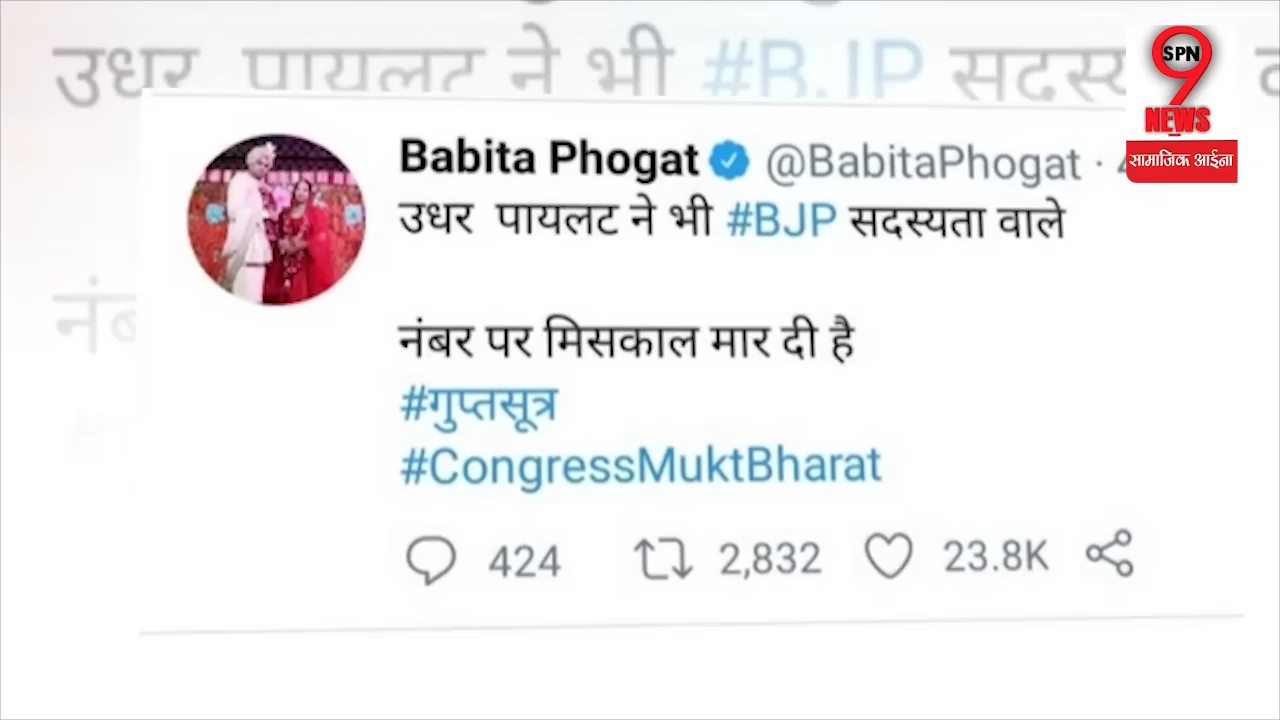 उधर पायलट ने भी #BJP सदस्य
SPN
9
NEWS
सामाजिक आईना
Babita Phogat @BabitaPhogat ·
उधर पायलट ने भी #BJP सदस्यता वाले
नंबर पर मिसकाल मार दी है
#गुप्तसूत्र
#CongressMuktBharat
424 2,832 23.8K